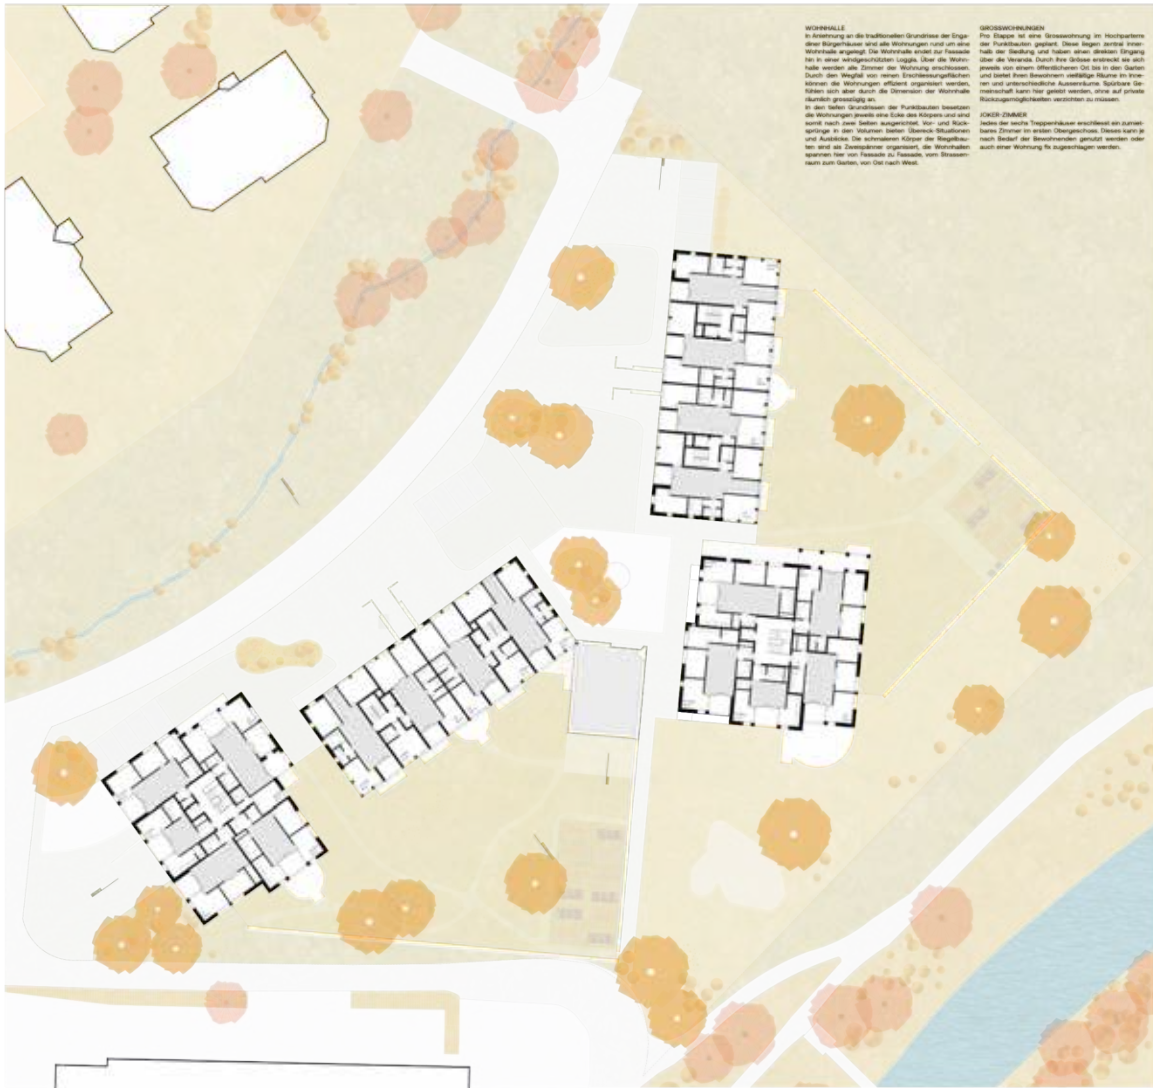 WOHNHALLE
In Anlehnung an die traditionellen Grundrisse der Enga-
diner Bürgerhäuser sind alle Wohnungen rund um eine
Wohnhalle angelegt. Die Wohnhalle endet zur Fassade
hin in einer windgeschützten Loggia. Über die Wohn-
halle werden alle Zimmer der Wohnung erschlossen.
Durch den Wegfall von reinen Erschliessungsflächen
können die Wohnungen effizient organisiert werden,
fühlen sich aber durch die Dimension der Wohnhalle
räumlich grosszügig an.
In den tiefen Grundrissen der Punktbauten besetzen
die Wohnungen jeweils eine Ecke des Körpers und sind
somit nach zwei Seiten ausgerichtet. Vor- und Rück-
sprünge in den Volumen bieten Übereck-Situationen
und Ausblicke. Die schmaleren Körper der Riegelbau-
ten sind als Zweispänner organisiert, die Wohnhallen
spannen hier von Fassade zu Fassade, vom Strassen-
raum zum Garten, von Ost nach West.
GROSSWOHNUNGEN
Pro Etappe ist eine Grosswohnung im Hochparterre
der Punktbauten geplant. Diese liegen zentral inner-
halb der Siedlung und haben einen direkten Eingang
über die Veranda. Durch ihre Grösse erstreckt sie sich
jeweils von einem öffentlicheren Ort bis in den Garten
und bietet ihren Bewohnern vielfältige Räume im Inne-
ren und unterschiedliche Aussenräume. Spürbare Ge-
meinschaft kann hier gelebt werden, ohne auf private
Rückzugsmöglichkeiten verzichten zu müssen.
JOKER-ZIMMER
Jedes der sechs Treppenhäuser erschliesst ein zumiet-
bares Zimmer im ersten Obergeschoss. Dieses kann je
nach Bedarf der Bewohnenden genutzt werden oder
auch einer Wohnung fix zugeschlagen werden.